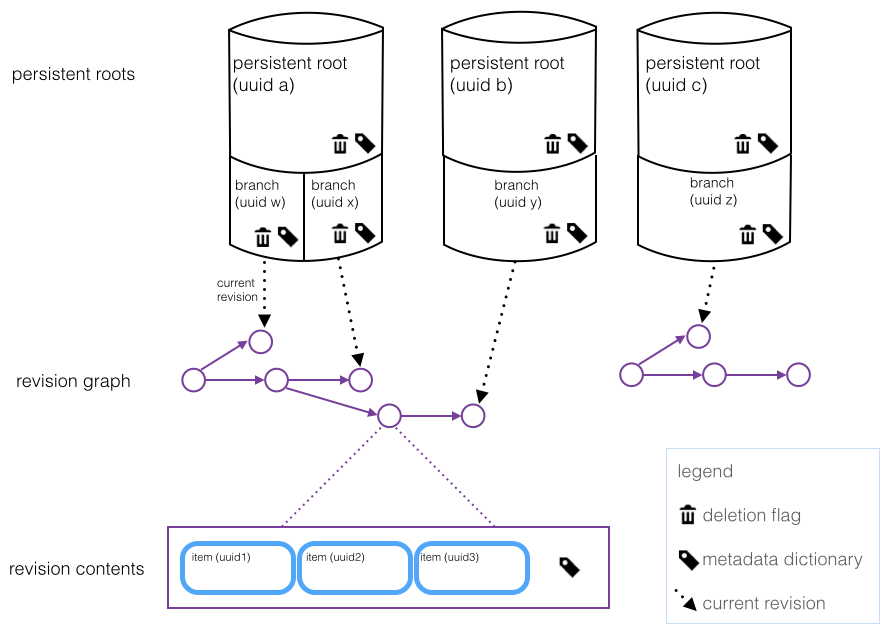 persistent roots
persistent root
(uuid a)
persistent root
(uuid b)
persistent root
(uuid c)
branch
(uuid w)
branch
(uuid x)
branch
(uuid y)
branch
(uuid z)
current
revision
revision graph
revision contents
item (uuid1)
item (uuid2)
item (uuid3)
legend
deletion flag
metadata dictionary
current revision